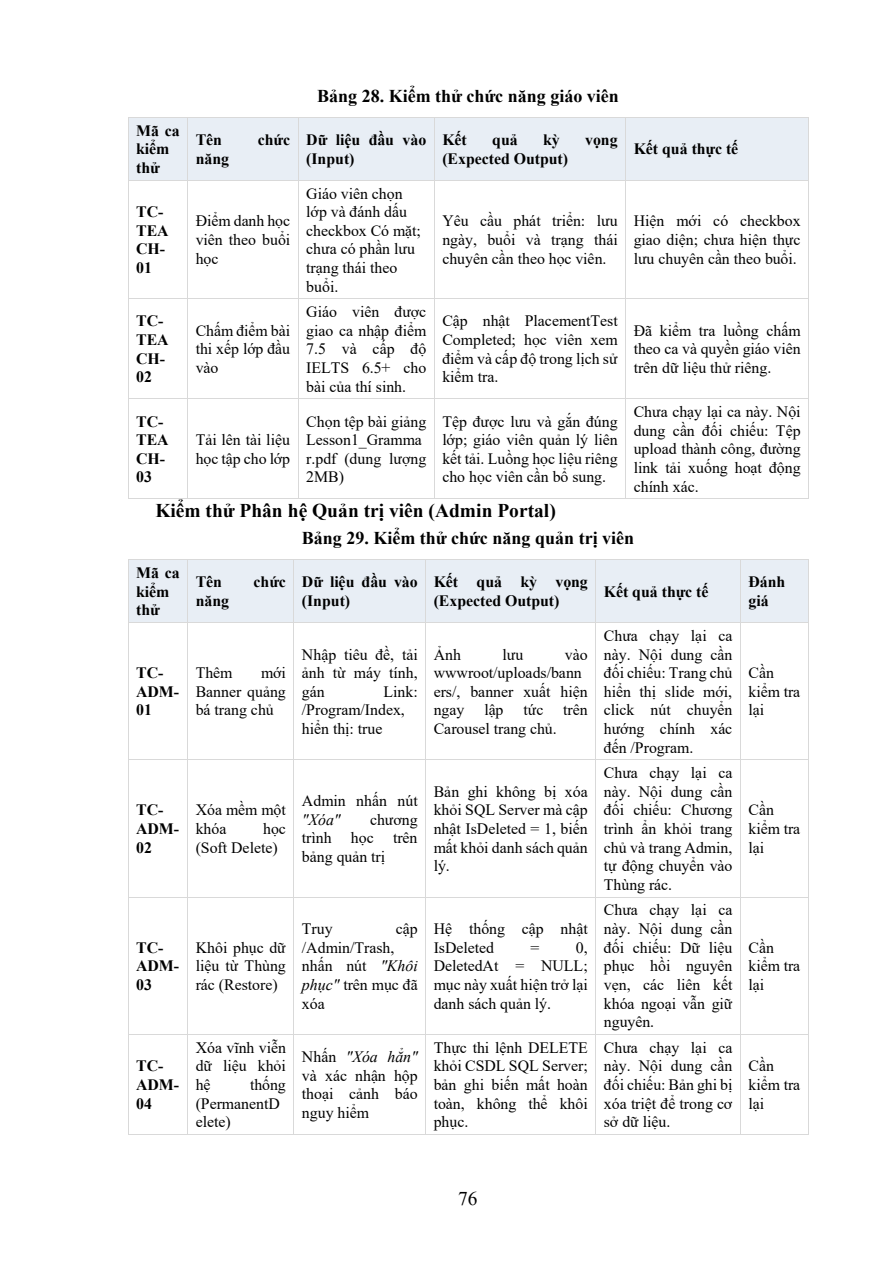 Bảng 28. Kiểm thử chức năng giáo viên
Mã ca
kiểm
thử
Tên chức
năng
Dữ liệu đầu vào
(Input)
Kết quả kỳ vọng
(Expected Output)
Kết quả thực tế
TC-
TEA
CH-
01
Điểm danh học
viên theo buổi
học
Giáo viên chọn
lớp và đánh dấu
checkbox Có mặt;
chưa có phần lưu
trạng thái theo
buổi.
Yêu cầu phát triển: lưu
ngày, buổi và trạng thái
chuyên cần theo học viên.
Hiện mới có checkbox
giao diện; chưa hiện thực
lưu chuyên cần theo buổi.
TC-
TEA
CH-
02
Chấm điểm bài
thi xếp lớp đầu
vào
Giáo viên được
giao ca nhập điểm
7.5 và cấp độ
IELTS 6.5+ cho
bài của thí sinh.
Cập nhật PlacementTest
Completed; học viên xem
điểm và cấp độ trong lịch sử
kiểm tra.
Đã kiểm tra luồng chấm
theo ca và quyền giáo viên
trên dữ liệu thử riêng.
TC-
TEA
CH-
03
Tải lên tài liệu
học tập cho lớp
Chọn tệp bài giảng
Lesson1_Gramma
r.pdf (dung lượng
2MB)
Tệp được lưu và gắn đúng
lớp; giáo viên quản lý liên
kết tải. Luồng học liệu riêng
cho học viên cần bổ sung.
Chưa chạy lại ca này. Nội
dung cần đối chiếu: Tệp
upload thành công, đường
link tải xuống hoạt động
chính xác.
Kiểm thử Phân hệ Quản trị viên (Admin Portal)
Bảng 29. Kiểm thử chức năng quản trị viên
Mã ca
kiểm
thử
Tên chức
năng
Dữ liệu đầu vào
(Input)
Kết quả kỳ vọng
(Expected Output)
Kết quả thực tế
Đánh
giá
TC-
ADM-
01
Thêm mới
Banner quảng
bá trang chủ
Nhập tiêu đề, tải
ảnh từ máy tính,
gán Link:
/Program/Index,
hiển thị: true
Ảnh lưu vào
wwwroot/uploads/bann
ers/, banner xuất hiện
ngay lập tức trên
Carousel trang chủ.
Chưa chạy lại ca
này. Nội dung cần
đối chiếu: Trang chủ
hiển thị slide mới,
click nút chuyển
hướng chính xác
đến /Program.
Cần
kiểm tra
lại
TC-
ADM-
02
Xóa mềm một
khóa học
(Soft Delete)
Admin nhấn nút
"Xóa" chương
trình học trên
bảng quản trị
Bản ghi không bị xóa
khỏi SQL Server mà cập
nhật IsDeleted = 1, biến
mất khỏi danh sách quản
lý.
Chưa chạy lại ca
này. Nội dung cần
đối chiếu: Chương
trình ẩn khỏi trang
chủ và trang Admin,
tự động chuyển vào
Thùng rác.
Cần
kiểm tra
lại
TC-
ADM-
03
Khôi phục dữ
liệu từ Thùng
rác (Restore)
Truy cập
/Admin/Trash,
nhấn nút "Khôi
phục" trên mục đã
xóa
Hệ thống cập nhật
IsDeleted = 0,
DeletedAt = NULL;
mục này xuất hiện trở lại
danh sách quản lý.
Chưa chạy lại ca
này. Nội dung cần
đối chiếu: Dữ liệu
phục hồi nguyên
vẹn, các liên kết
khóa ngoại vẫn giữ
nguyên.
Cần
kiểm tra
lại
TC-
ADM-
04
Xóa vĩnh viễn
dữ liệu khỏi
hệ thống
(PermanentD
elete)
Nhấn "Xóa hẳn"
và xác nhận hộp
thoại cảnh báo
nguy hiểm
Thực thi lệnh DELETE
khỏi CSDL SQL Server;
bản ghi biến mất hoàn
toàn, không thể khôi
phục.
Chưa chạy lại ca
này. Nội dung cần
đối chiếu: Bản ghi bị
xóa triệt để trong cơ
sở dữ liệu.
Cần
kiểm tra
lại
76